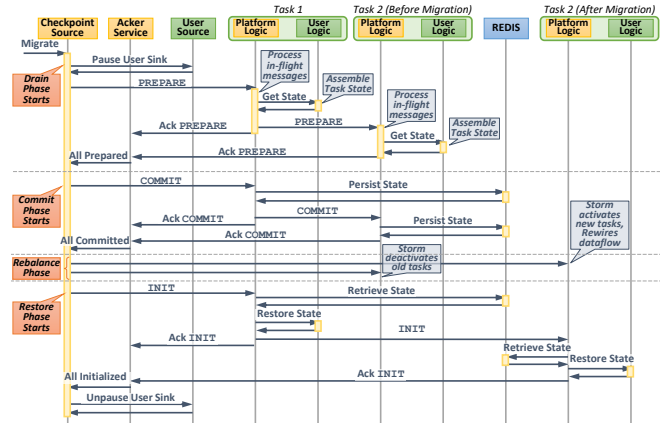 Task 1
Task 2 (Before Migration)
Task 2 (After Migration)
Checkpoint
Source
Acker
Service
User
Source
Platform
Logic
User
Logic
Platform
Logic
User
Logic
REDIS
Platform
Logic
User
Logic
Migrate
Pause User Sink
Drain
Phase
Starts
Process
in-flight
messages
PREPARE
Get State
Assemble
Task State
Process
in-flight
messages
PREPARE
Ack PREPARE
Get State
Assemble
Task State
Ack PREPARE
All Prepared
COMMIT
Persist State
Commit
Phase
Starts
COMMIT
Ack COMMIT
Persist State
Ack COMMIT
All Committed
Storm
activates
new tasks,
Rewires
dataflow
Rebalance
Phase
Storm
deactivates
old tasks
INIT
Retrieve State
Restore
Phase
Starts
Restore State
INIT
Ack INIT
Retrieve State
Restore State
Ack INIT
All Initialized
Unpause User Sink